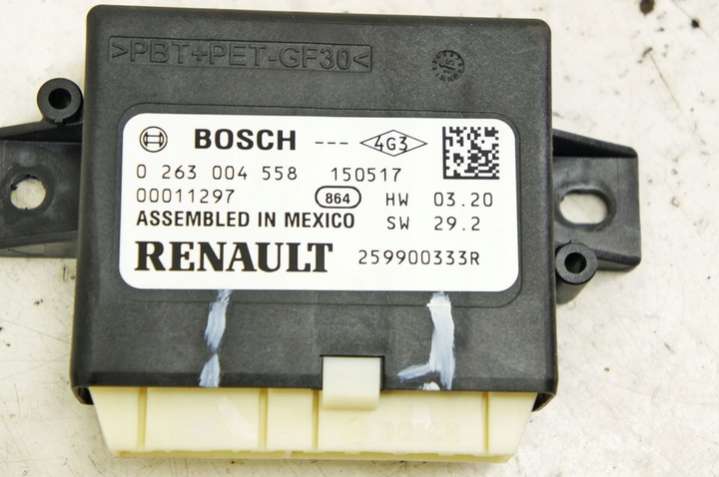 >PBT+PET-GF30<
BOSCH --- 4G3
0 263 004 558 150517
00011297 864 HW 03.20
ASSEMBLED IN MEXICO SW 29.2
RENAULT 259900333R